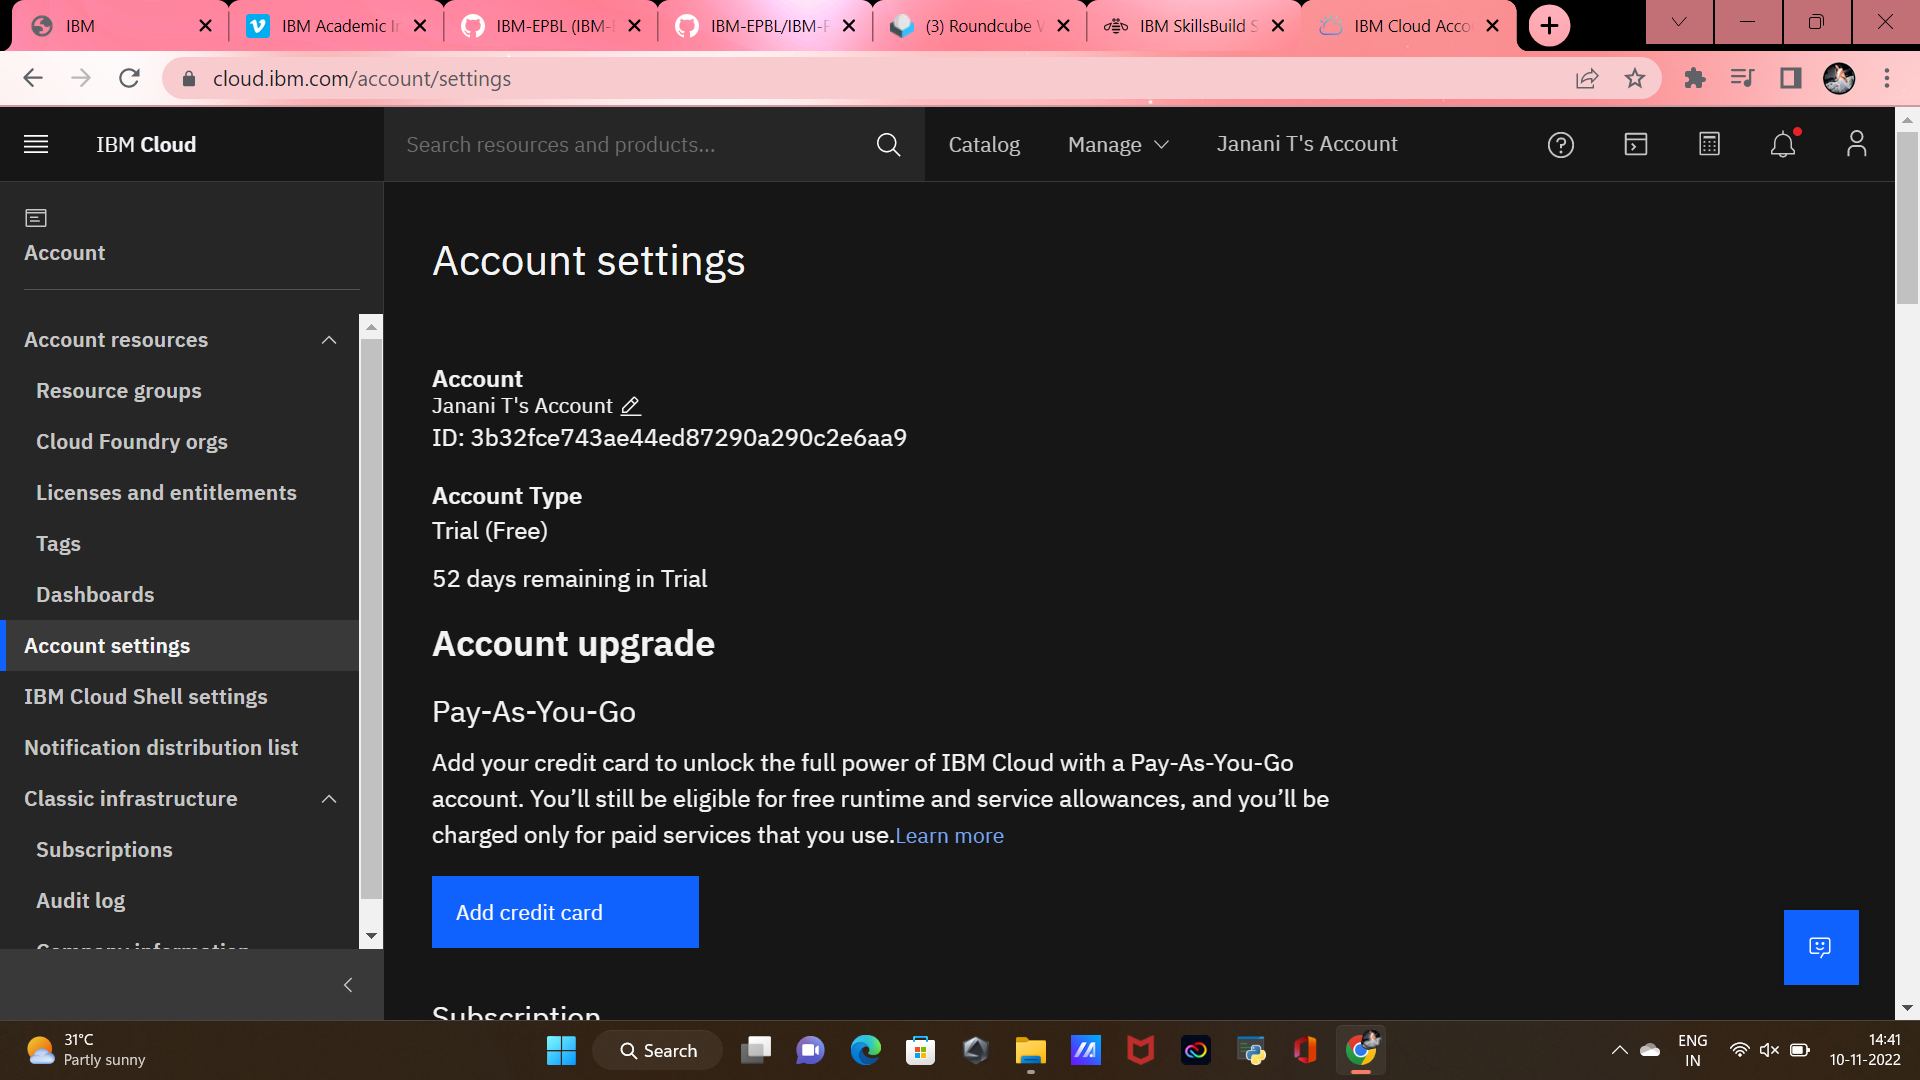 IBM
IBM Academic I
IBM-EPBL (IBM-
IBM-EPBL/IBM-
(3) Roundcube
IBM SkillsBuild S
IBM Cloud Acco
cloud.ibm.com/account/settings
IBM Cloud
Search resources and products...
Catalog
Manage
Janani T's Account
Account
Account resources
Resource groups
Cloud Foundry orgs
Licenses and entitlements
Tags
Dashboards
Account settings
IBM Cloud Shell settings
Notification distribution list
Classic infrastructure
Subscriptions
Audit log
Company information
Account settings
Account
Janani T's Account
ID: 3b32fce743ae44ed87290a290c2e6aa9
Account Type
Trial (Free)
52 days remaining in Trial
Account upgrade
Pay-As-You-Go
Add your credit card to unlock the full power of IBM Cloud with a Pay-As-You-Go
account. You’ll still be eligible for free runtime and service allowances, and you’ll be
charged only for paid services that you use.Learn more
Add credit card
Subscription
31°C
Partly sunny
Search
ENG
IN
14:41
10-11-2022